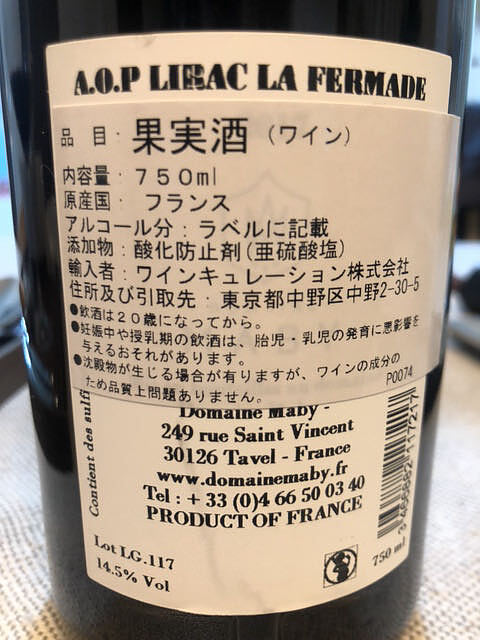 A.O.P LIRAC LA FERMADE
品　目・果実酒（ワイン）
内容量：７５０ml
原産国：フランス
アルコール分：ラベルに記載
添加物：酸化防止剤(亜硫酸塩)
輸入者：ワインキュレーション株式会社
住所及び引取先：東京都中野区中野2-30-5
●飲酒は２０歳になってから。
●妊娠中や授乳期の飲酒は、胎児・乳児の発育に悪影響を
与えるおそれがあります。
●沈殿物が生じる場合が有りますが、ワインの成分の
ため品質上問題ありません。
P0074
Domaine Maby -
249 rue Saint Vincent
30126 Tavel - France
www.domainemaby.fr
Tel : + 33 (0)4 66 50 03 40
PRODUCT OF FRANCE
Contient des sulfi
Lot LG.117
14.5% Vol
750 ml